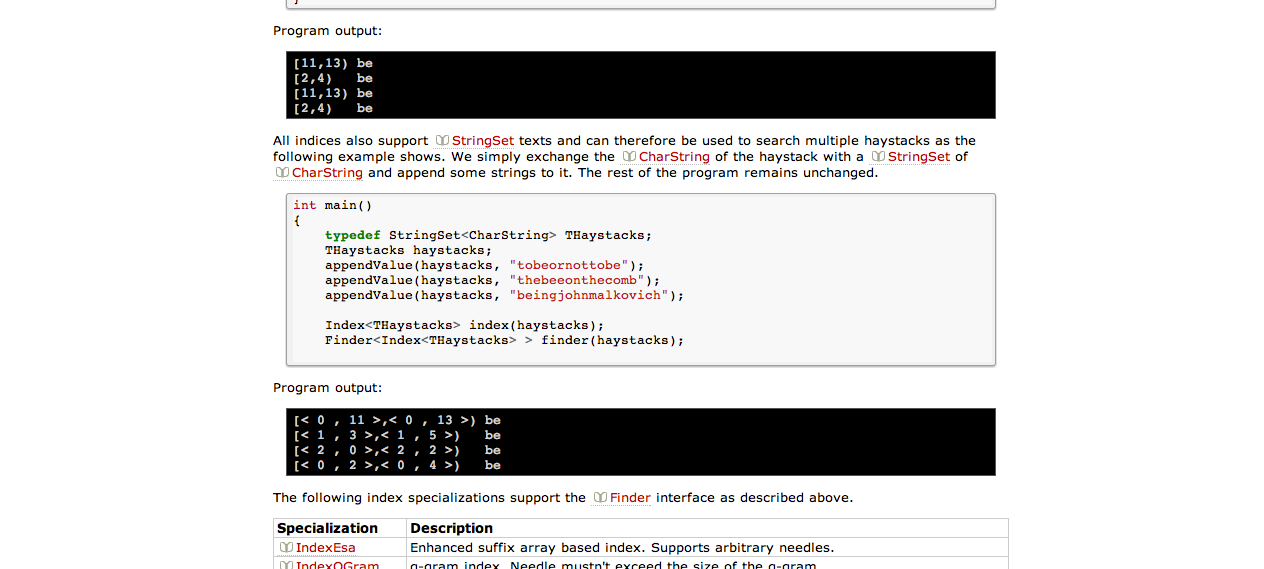 }
Program output:
[11,13) be
[2,4)   be
[11,13) be
[2,4)   be
All indices also support StringSet texts and can therefore be used to search multiple haystacks as the
following example shows. We simply exchange the CharString of the haystack with a StringSet of
CharString and append some strings to it. The rest of the program remains unchanged.
int main()
{
    typedef StringSet<CharString> THaystacks;
    THaystacks haystacks;
    appendValue(haystacks, "tobeornottobe");
    appendValue(haystacks, "thebeeonthecomb");
    appendValue(haystacks, "beingjohnmalkovich");
    Index<THaystacks> index(haystacks);
    Finder<Index<THaystacks> > finder(haystacks);
Program output:
[< 0 , 11 >,< 0 , 13 >) be
[< 1 , 3 >,< 1 , 5 >)   be
[< 2 , 0 >,< 2 , 2 >)   be
[< 0 , 2 >,< 0 , 4 >)   be
The following index specializations support the Finder interface as described above.
Specialization Description
IndexEsa Enhanced suffix array based index. Supports arbitrary needles.
IndexQGram q-gram index. Needle mustn't exceed the size of the q-gram.